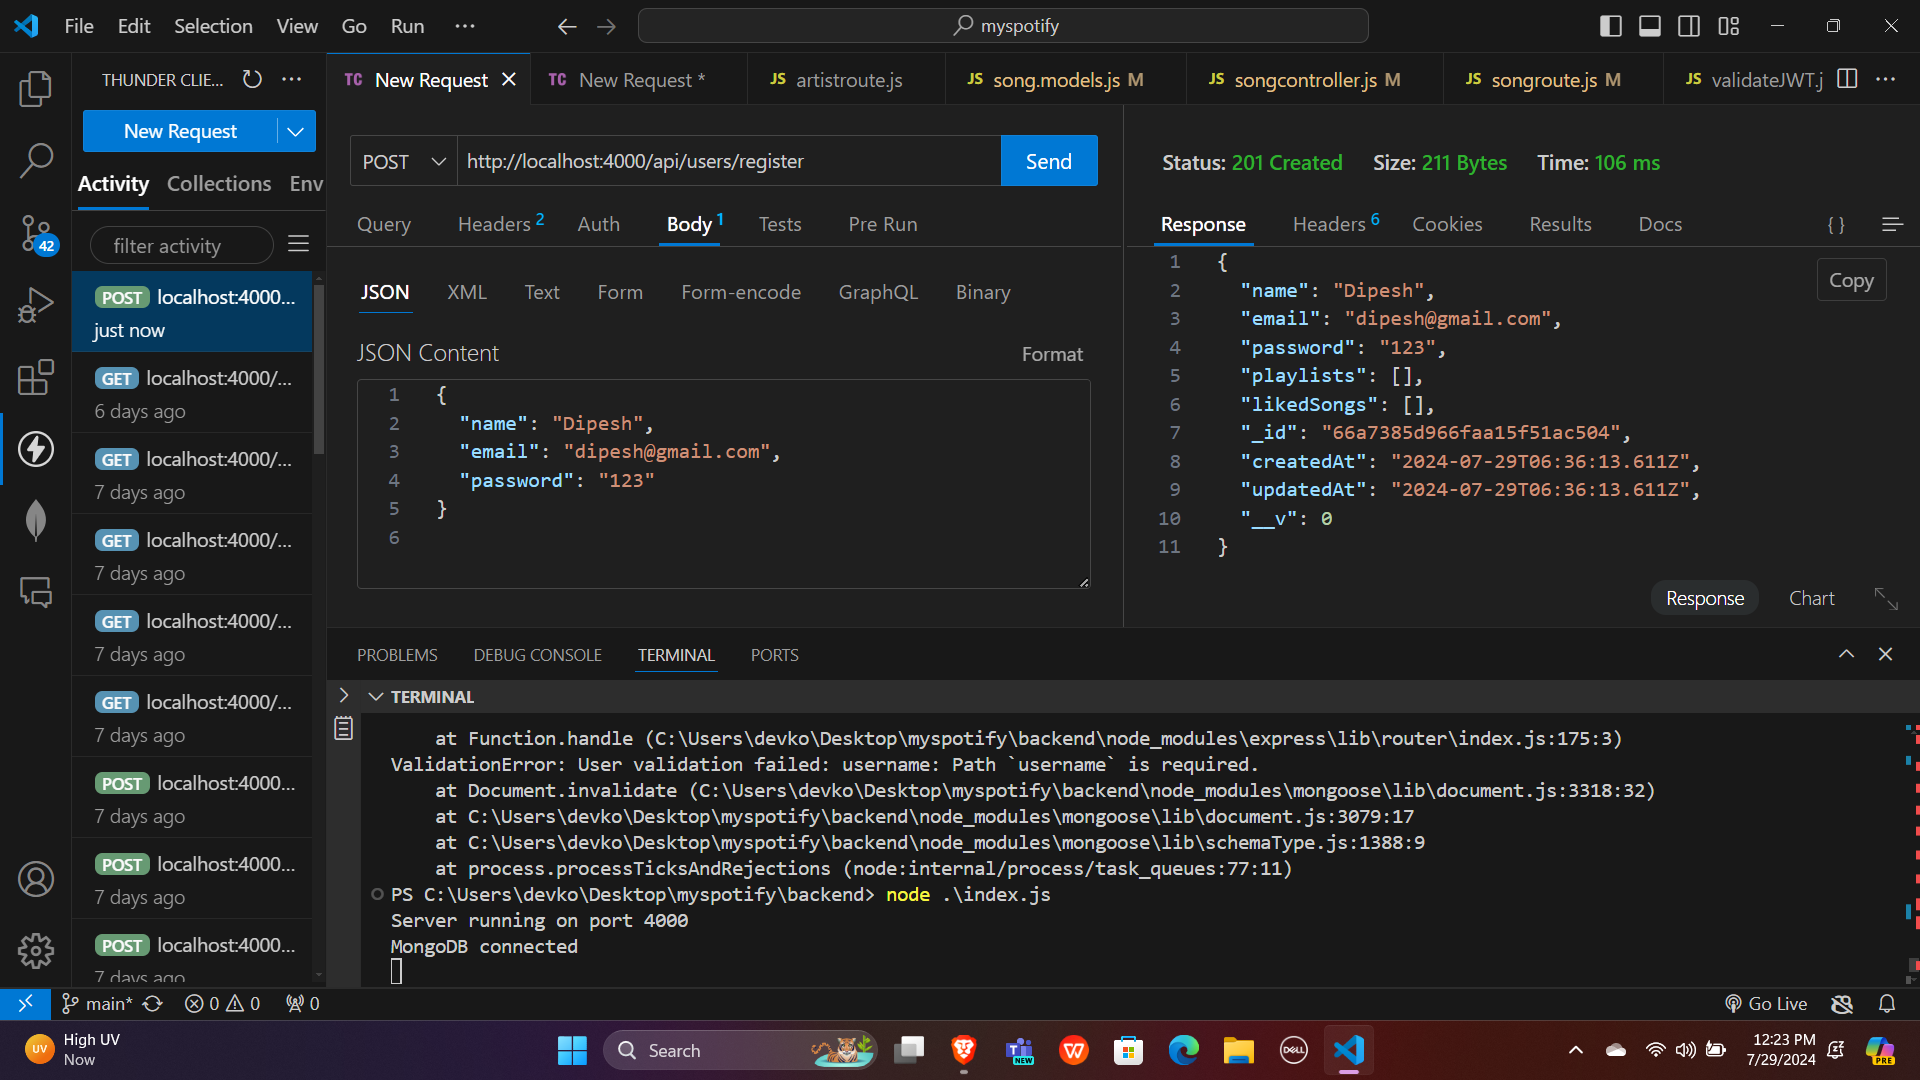 File Edit Selection View Go Run ···
myspotify
THUNDER CLIE...
New Request
Activity Collections Env
filter activity
POST localhost:4000...
just now
GET localhost:4000/...
6 days ago
GET localhost:4000/...
7 days ago
GET localhost:4000/...
7 days ago
GET localhost:4000/...
7 days ago
GET localhost:4000/...
7 days ago
POST localhost:4000...
7 days ago
POST localhost:4000...
7 days ago
POST localhost:4000...
7 days ago
42
TC New Request
TC New Request *
JS artistroute.js
JS song.models.js M
JS songcontroller.js M
JS songroute.js M
JS validateJWT.j
POST http://localhost:4000/api/users/register Send
Query Headers 2 Auth Body 1 Tests Pre Run
JSON XML Text Form Form-encode GraphQL Binary
JSON Content Format
1 {
2 "name": "Dipesh",
3 "email": "dipesh@gmail.com",
4 "password": "123"
5 }
6
Status: 201 Created Size: 211 Bytes Time: 106 ms
Response Headers 6 Cookies Results Docs { }
Copy
1 {
2 "name": "Dipesh",
3 "email": "dipesh@gmail.com",
4 "password": "123",
5 "playlists": [],
6 "likedSongs": [],
7 "_id": "66a7385d966faa15f51ac504",
8 "createdAt": "2024-07-29T06:36:13.611Z",
9 "updatedAt": "2024-07-29T06:36:13.611Z",
10 "__v": 0
11 }
Response Chart
PROBLEMS DEBUG CONSOLE TERMINAL PORTS
TERMINAL
at Function.handle (C:\Users\devko\Desktop\myspotify\backend\node_modules\express\lib\router\index.js:175:3)
ValidationError: User validation failed: username: Path `username` is required.
at Document.invalidate (C:\Users\devko\Desktop\myspotify\backend\node_modules\mongoose\lib\document.js:3318:32)
at C:\Users\devko\Desktop\myspotify\backend\node_modules\mongoose\lib\document.js:3079:17
at C:\Users\devko\Desktop\myspotify\backend\node_modules\mongoose\lib\schemaType.js:1388:9
at process.processTicksAndRejections (node:internal/process/task_queues:77:11)
PS C:\Users\devko\Desktop\myspotify\backend> node .\index.js
Server running on port 4000
MongoDB connected
main* 0 0 0
Go Live
UV High UV
Now
Search
NEW
DELL
12:23 PM
7/29/2024
PRE